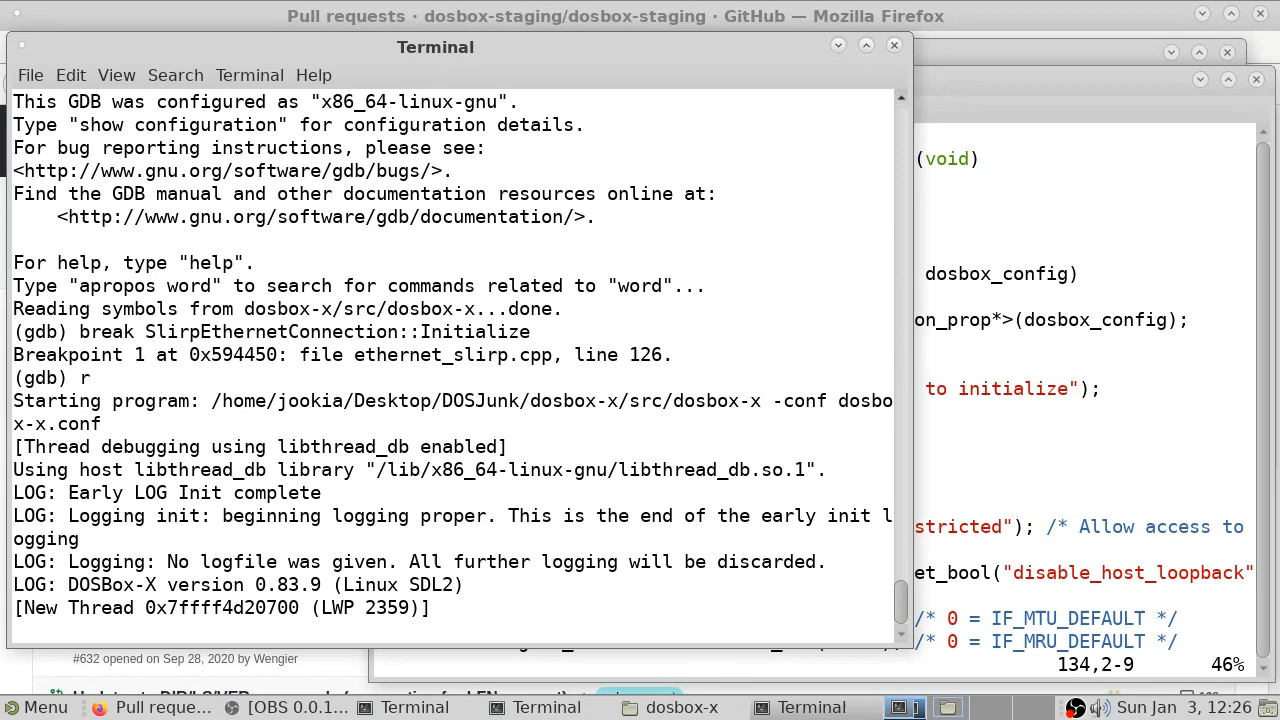 Pull requests · dosbox-staging/dosbox-staging · GitHub — Mozilla Firefox
Terminal
File Edit View Search Terminal Help
This GDB was configured as "x86_64-linux-gnu".
Type "show configuration" for configuration details.
For bug reporting instructions, please see:
<http://www.gnu.org/software/gdb/bugs/>.
Find the GDB manual and other documentation resources online at:
<http://www.gnu.org/software/gdb/documentation/>.
For help, type "help".
Type "apropos word" to search for commands related to "word"...
Reading symbols from dosbox-x/src/dosbox-x...done.
(gdb) break SlirpEthernetConnection::Initialize
Breakpoint 1 at 0x594450: file ethernet_slirp.cpp, line 126.
(gdb) r
Starting program: /home/jookia/Desktop/DOSJunk/dosbox-x/src/dosbox-x -conf dosbo
x-x.conf
[Thread debugging using libthread_db enabled]
Using host libthread_db library "/lib/x86_64-linux-gnu/libthread_db.so.1".
LOG: Early LOG Init complete
LOG: Logging init: beginning logging proper. This is the end of the early init l
ogging
LOG: Logging: No logfile was given. All further logging will be discarded.
LOG: DOSBox-X version 0.83.9 (Linux SDL2)
[New Thread 0x7ffff4d20700 (LWP 2359)]
(void)
dosbox_config)
on_prop*>(dosbox_config);
to initialize");
stricted"); /* Allow access to
et_bool("disable_host_loopback"
/* 0 = IF_MTU_DEFAULT */
/* 0 = IF_MRU_DEFAULT */
134,2-9 46%
#632 opened on Sep 28, 2020 by Wengier
Menu Pull reque... [OBS 0.0.1... Terminal Terminal dosbox-x Terminal Sun Jan 3, 12:26